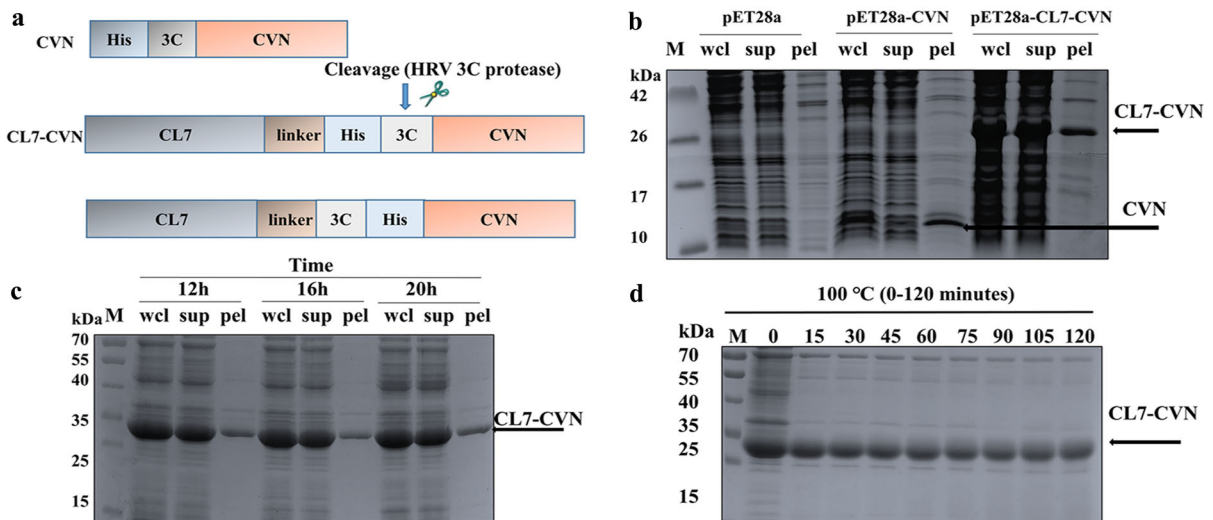 a
CVN
His 3C CVN
Cleavage (HRV 3C protease)
CL7-CVN
CL7 linker His 3C CVN
CL7 linker 3C His CVN
b
pET28a pET28a-CVN pET28a-CL7-CVN
M wcl sup pel wcl sup pel wcl sup pel
kDa
42
26
17
10
CL7-CVN
CVN
c
Time
12h 16h 20h
kDa M wcl sup pel wcl sup pel wcl sup pel
70
55
40
35
25
15
CL7-CVN
d
100 °C (0-120 minutes)
kDa
M 0 15 30 45 60 75 90 105 120
70
55
40
35
25
15
CL7-CVN